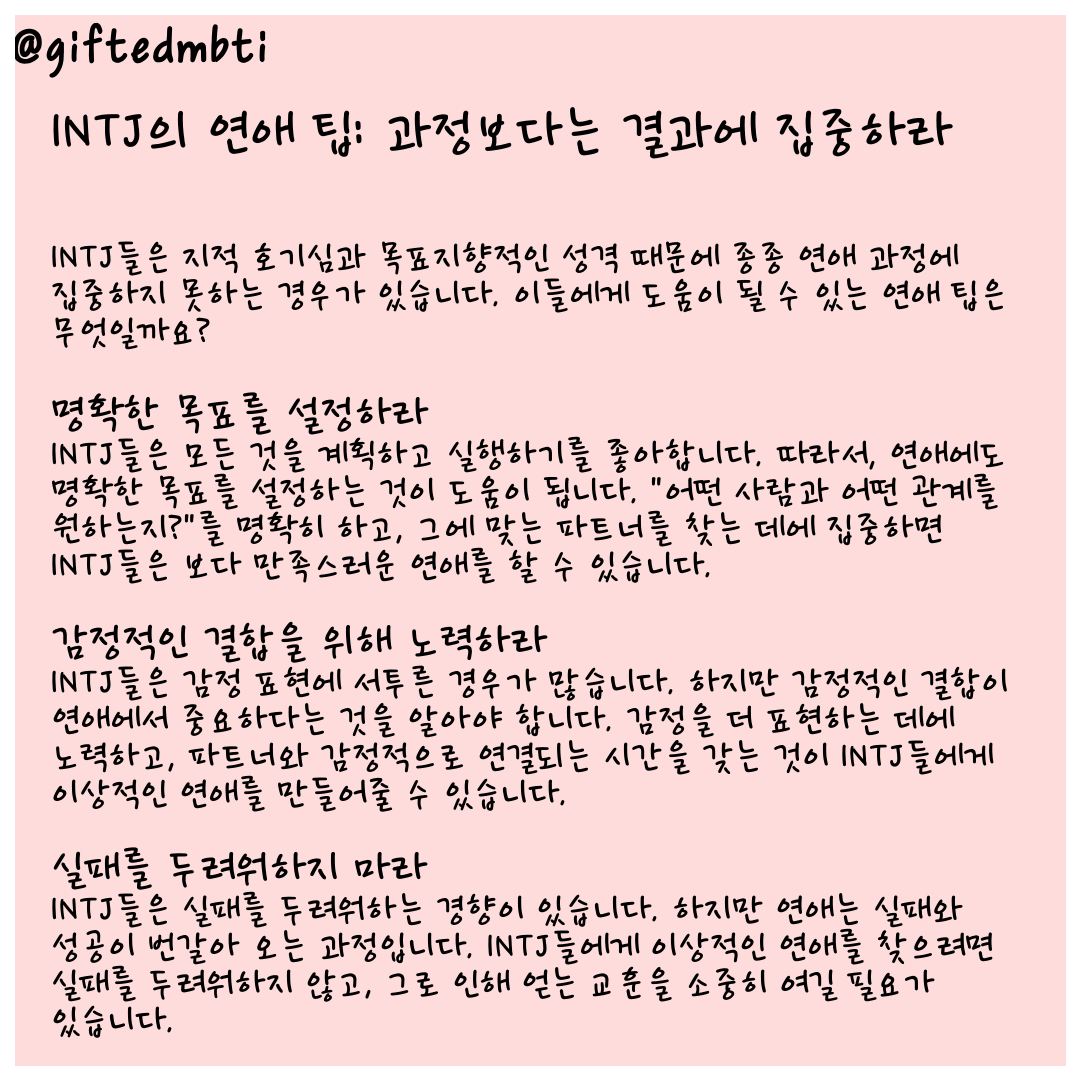 @giftedmbti
INTJ의 연애 팁: 과정보다는 결과에 집중하라
INTJ들은 지적 호기심과 목표지향적인 성격 때문에 종종 연애 과정에
집중하지 못하는 경우가 있습니다. 이들에게 도움이 될 수 있는 연애 팁은
무엇일까요?
명확한 목표를 설정하라
INTJ들은 모든 것을 계획하고 실행하기를 좋아합니다. 따라서, 연애에도
명확한 목표를 설정하는 것이 도움이 됩니다. "어떤 사람과 어떤 관계를
원하는지?"를 명확히 하고, 그에 맞는 파트너를 찾는 데에 집중하면
INTJ들은 보다 만족스러운 연애를 할 수 있습니다.
감정적인 결합을 위해 노력하라
INTJ들은 감정 표현에 서투른 경우가 많습니다. 하지만 감정적인 결합이
연애에서 중요하다는 것을 알아야 합니다. 감정을 더 표현하는 데에
노력하고, 파트너와 감정적으로 연결되는 시간을 갖는 것이 INTJ들에게
이상적인 연애를 만들어줄 수 있습니다.
실패를 두려워하지 마라
INTJ들은 실패를 두려워하는 경향이 있습니다. 하지만 연애는 실패와
성공이 번갈아 오는 과정입니다. INTJ들에게 이상적인 연애를 찾으려면
실패를 두려워하지 않고, 그로 인해 얻는 교훈을 소중히 여길 필요가
있습니다.